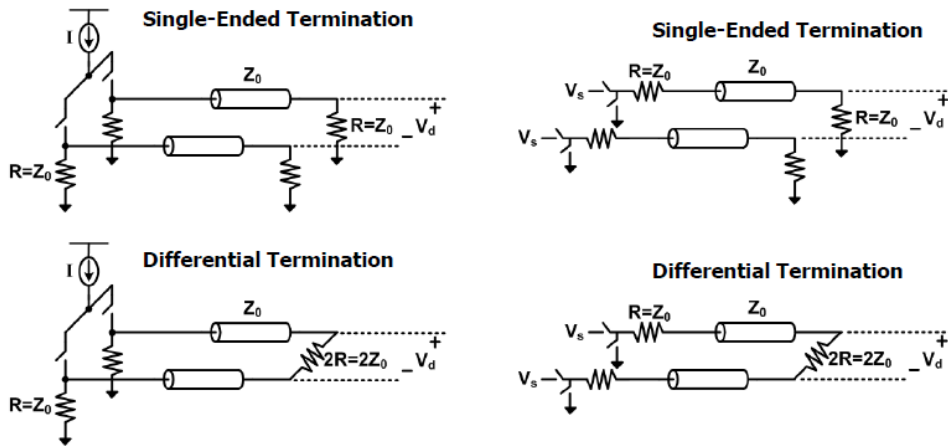 Single-Ended Termination
I
Z0
R=Z0
+
– Vd
R=Z0
Single-Ended Termination
Vs
R=Z0
Z0
+
R=Z0
– Vd
Vs
Differential Termination
I
Z0
+
2R=2Z0
– Vd
R=Z0
Differential Termination
Vs
R=Z0
Z0
+
2R=2Z0
– Vd
Vs